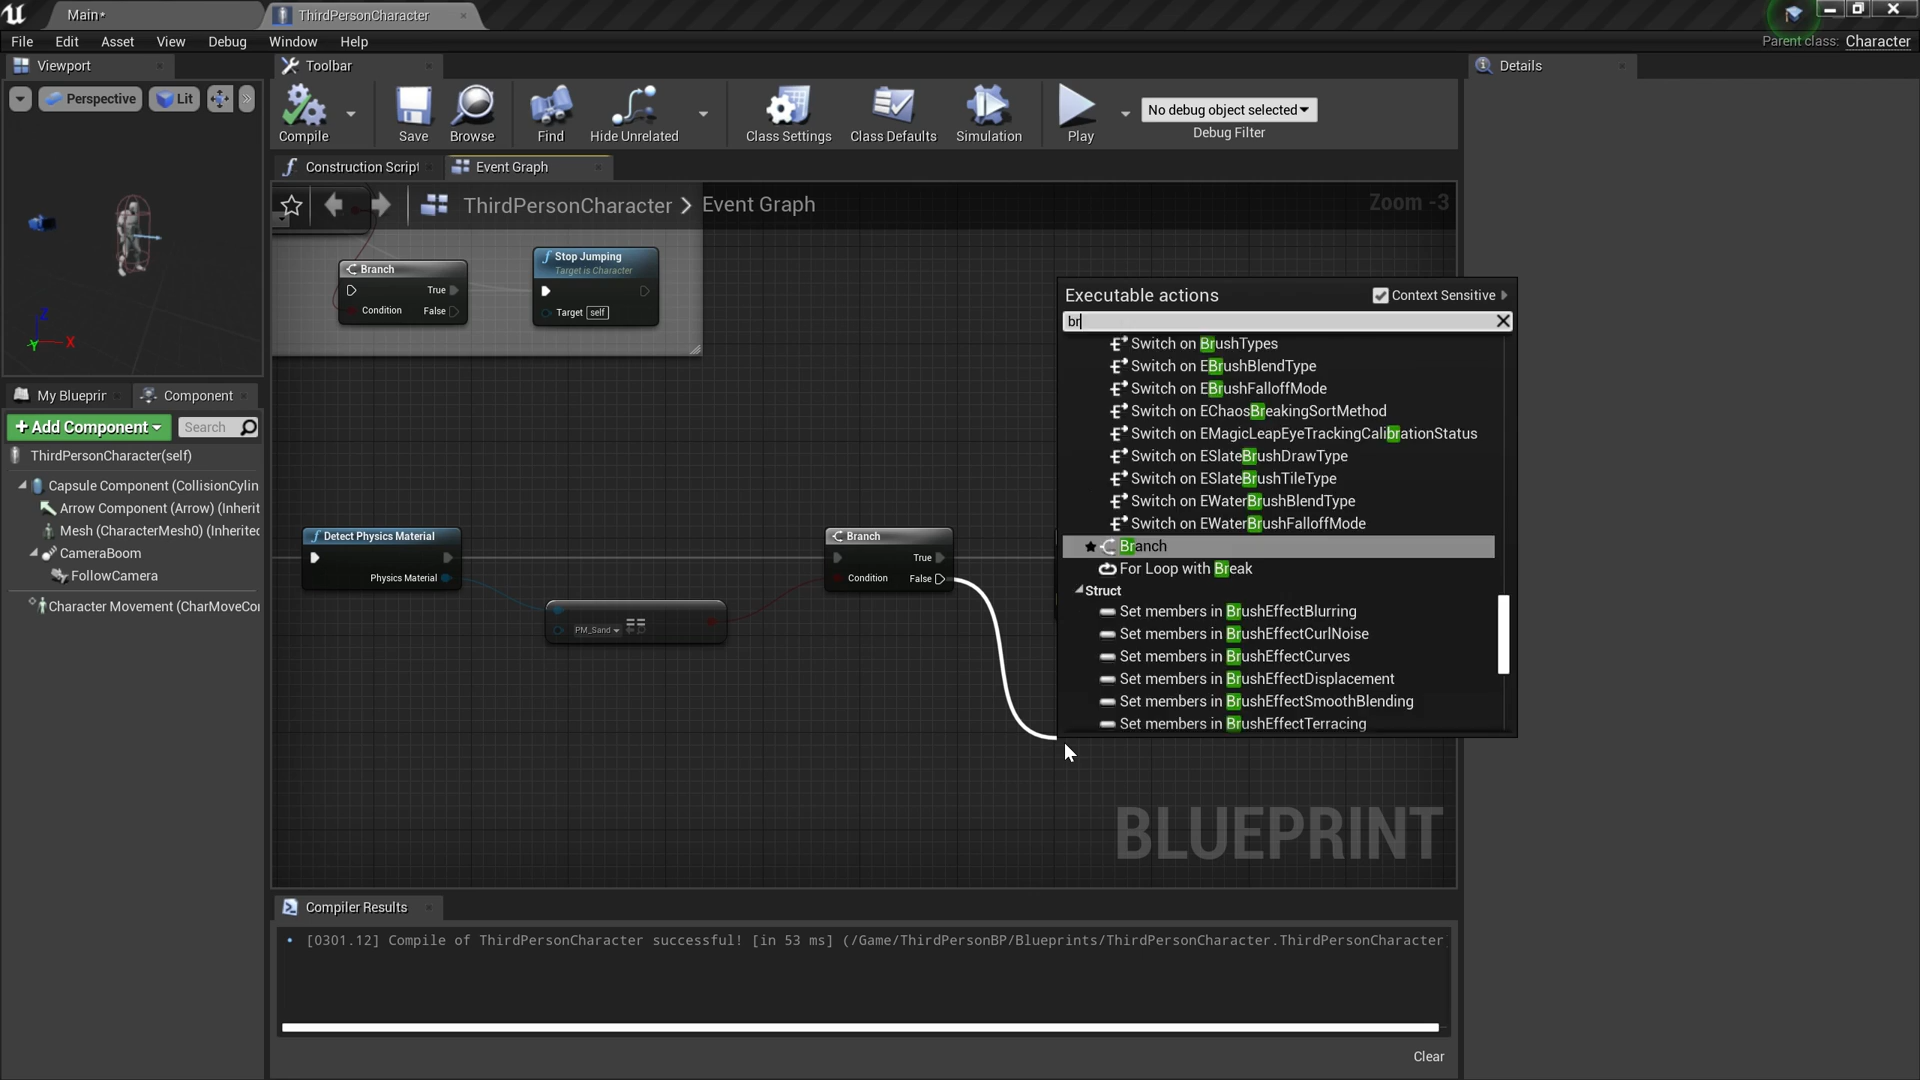 Main*
ThirdPersonCharacter
File Edit Asset View Debug Window Help
Parent class: Character
Viewport
Toolbar
Details
Perspective
Lit
Compile
Save
Browse
Find
Hide Unrelated
Class Settings
Class Defaults
Simulation
Play
No debug object selected
Debug Filter
Construction Script
Event Graph
ThirdPersonCharacter > Event Graph
Zoom -3
Branch
True
Condition False
Stop Jumping
Target is Character
Target self
Executable actions
Context Sensitive
br
Switch on BrushTypes
Switch on EBrushBlendType
Switch on EBrushFalloffMode
Switch on EChaosBreakingSortMethod
Switch on EMagicLeapEyeTrackingCalibrationStatus
Switch on ESlateBrushDrawType
Switch on ESlateBrushTileType
Switch on EWaterBrushBlendType
Switch on EWaterBrushFalloffMode
Branch
For Loop with Break
Struct
Set members in BrushEffectBlurring
Set members in BrushEffectCurlNoise
Set members in BrushEffectCurves
Set members in BrushEffectDisplacement
Set members in BrushEffectSmoothBlending
Set members in BrushEffectTerracing
Z
Y X
My Blueprir
Component
+ Add Component
Search
ThirdPersonCharacter(self)
Capsule Component (CollisionCylin
Arrow Component (Arrow) (Inherit
Mesh (CharacterMesh0) (Inherited
CameraBoom
FollowCamera
Character Movement (CharMoveCor
Detect Physics Material
Physics Material
PM_Sand
==
Branch
True
Condition False
BLUEPRINT
Compiler Results
[0301.12] Compile of ThirdPersonCharacter successful! [in 53 ms] (/Game/ThirdPersonBP/Blueprints/ThirdPersonCharacter.ThirdPersonCharacter
Clear